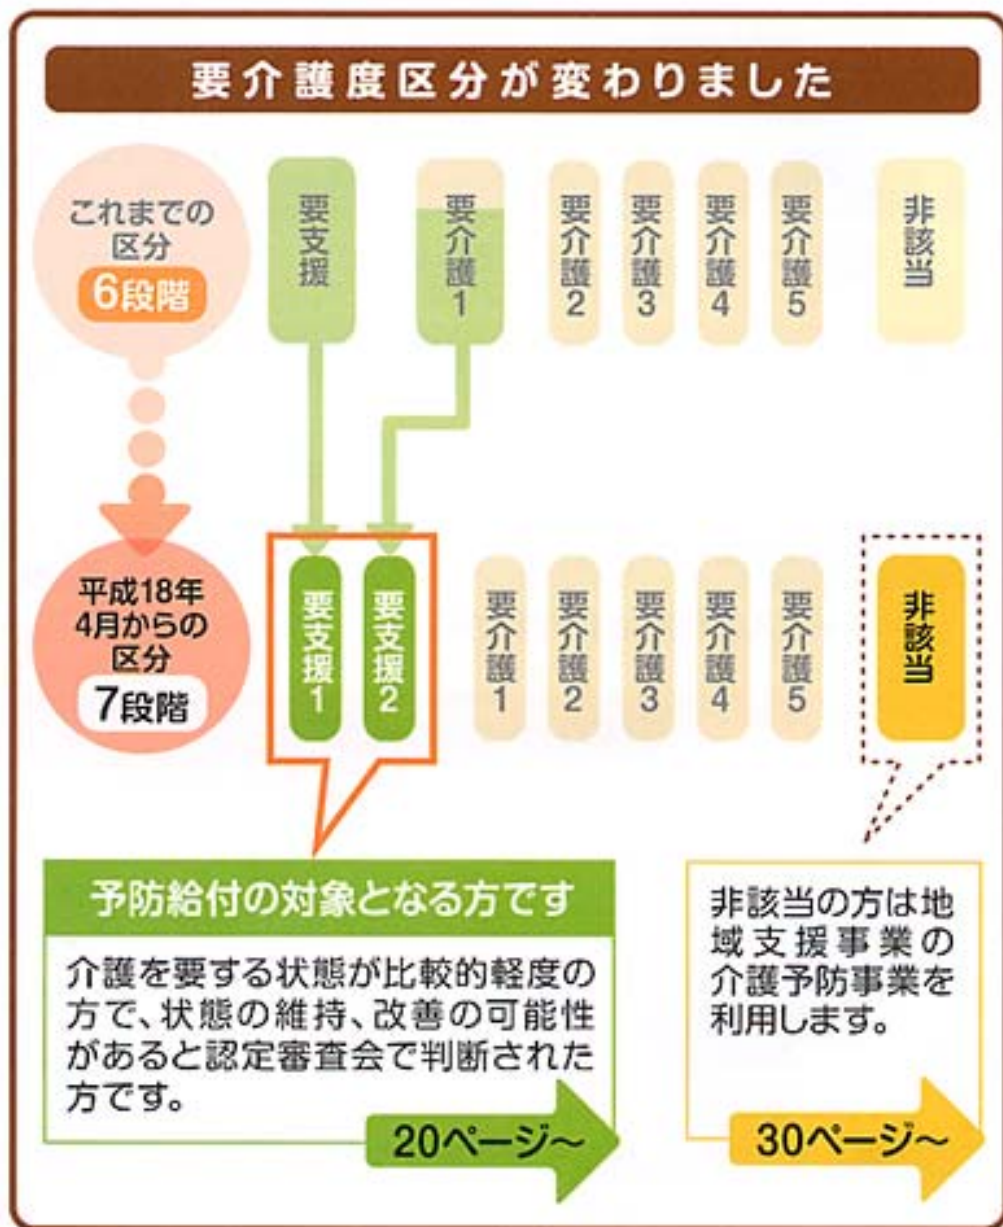 要介護度区分が変わりました
これまでの
区分
6段階
要支援
要介護1
要介護2
要介護3
要介護4
要介護5
非該当
平成18年
4月からの
区分
7段階
要支援1
要支援2
要介護1
要介護2
要介護3
要介護4
要介護5
非該当
予防給付の対象となる方です
介護を要する状態が比較的軽度の
方で、状態の維持、改善の可能性
があると認定審査会で判断された
方です。
20ページ～
非該当の方は地
域支援事業の
介護予防事業を
利用します。
30ページ～